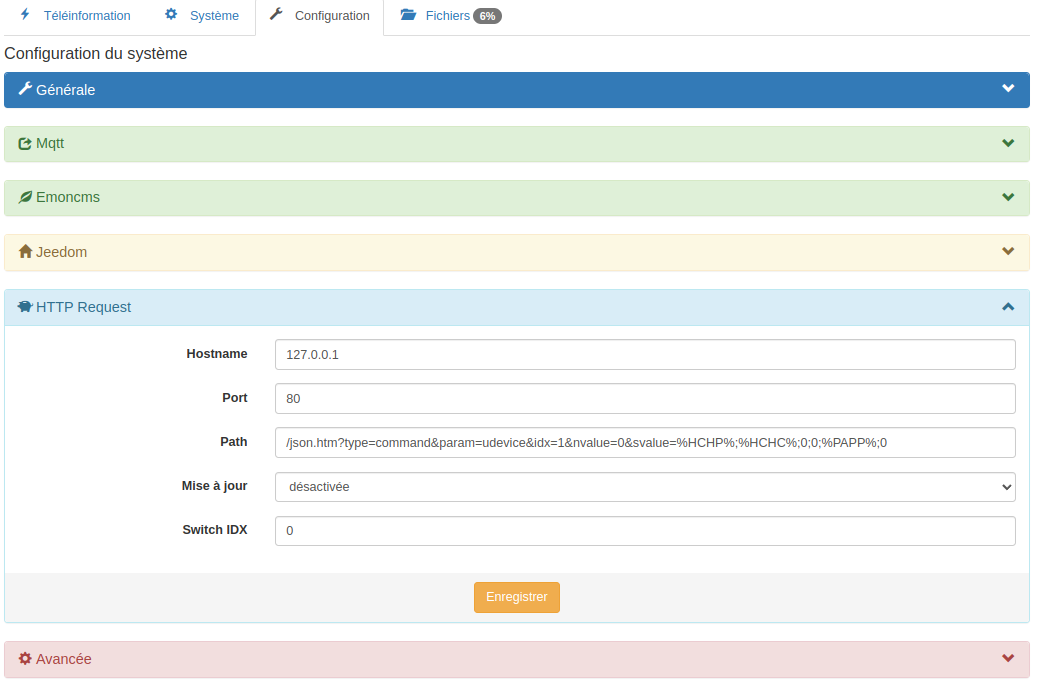 Téléinformation Système Configuration Fichiers 6%
Configuration du système
Générale
Mqtt
Emoncms
Jeedom
HTTP Request
Hostname 127.0.0.1
Port 80
Path /json.htm?type=command&param=udevice&idx=1&nvalue=0&svalue=%HCHP%;%HCHC%;0;0;%PAPP%;0
Mise à jour désactivée
Switch IDX 0
Enregistrer
Avancée